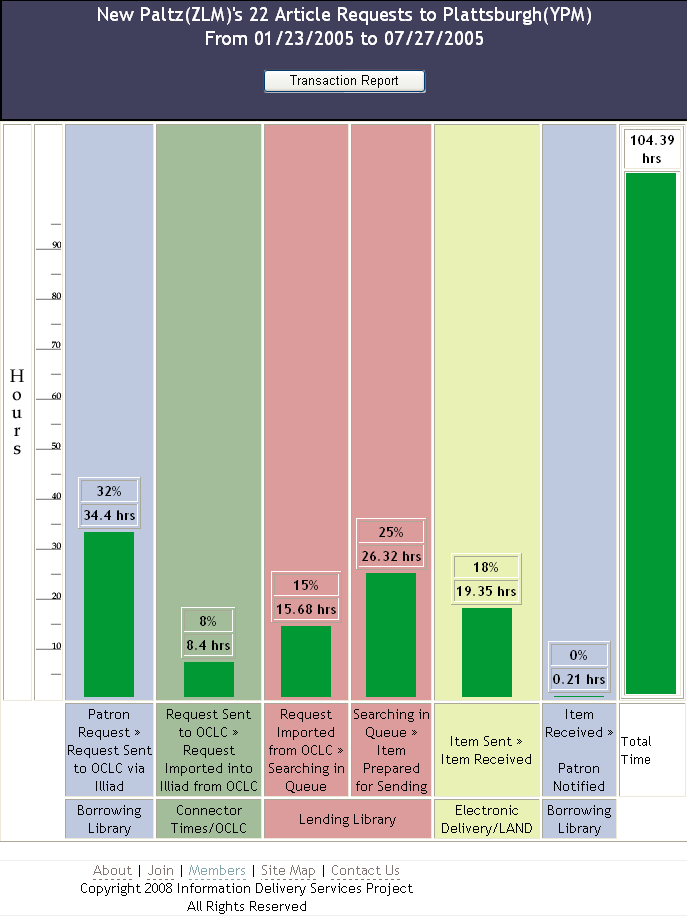 New Paltz(ZLM)'s 22 Article Requests to Plattsburgh(YPM)
From 01/23/2005 to 07/27/2005
Transaction Report
Hours
90
80
70
60
50
40
30
20
10
32%
34.4 hrs
8%
8.4 hrs
15%
15.68 hrs
25%
26.32 hrs
18%
19.35 hrs
0%
0.21 hrs
104.39
hrs
Patron
Request »
Request Sent
to OCLC via
Illiad
Request Sent
to OCLC »
Request
Imported into
Illiad from OCLC
Request
Imported
from OCLC »
Searching in
Queue
Searching in
Queue »
Item
Prepared
for Sending
Item Sent »
Item Received
Item
Received »
Patron
Notified
Total
Time
Borrowing
Library
Connector
Times/OCLC
Lending Library
Electronic
Delivery/LAND
Borrowing
Library
About | Join | Members | Site Map | Contact Us
Copyright 2008 Information Delivery Services Project
All Rights Reserved